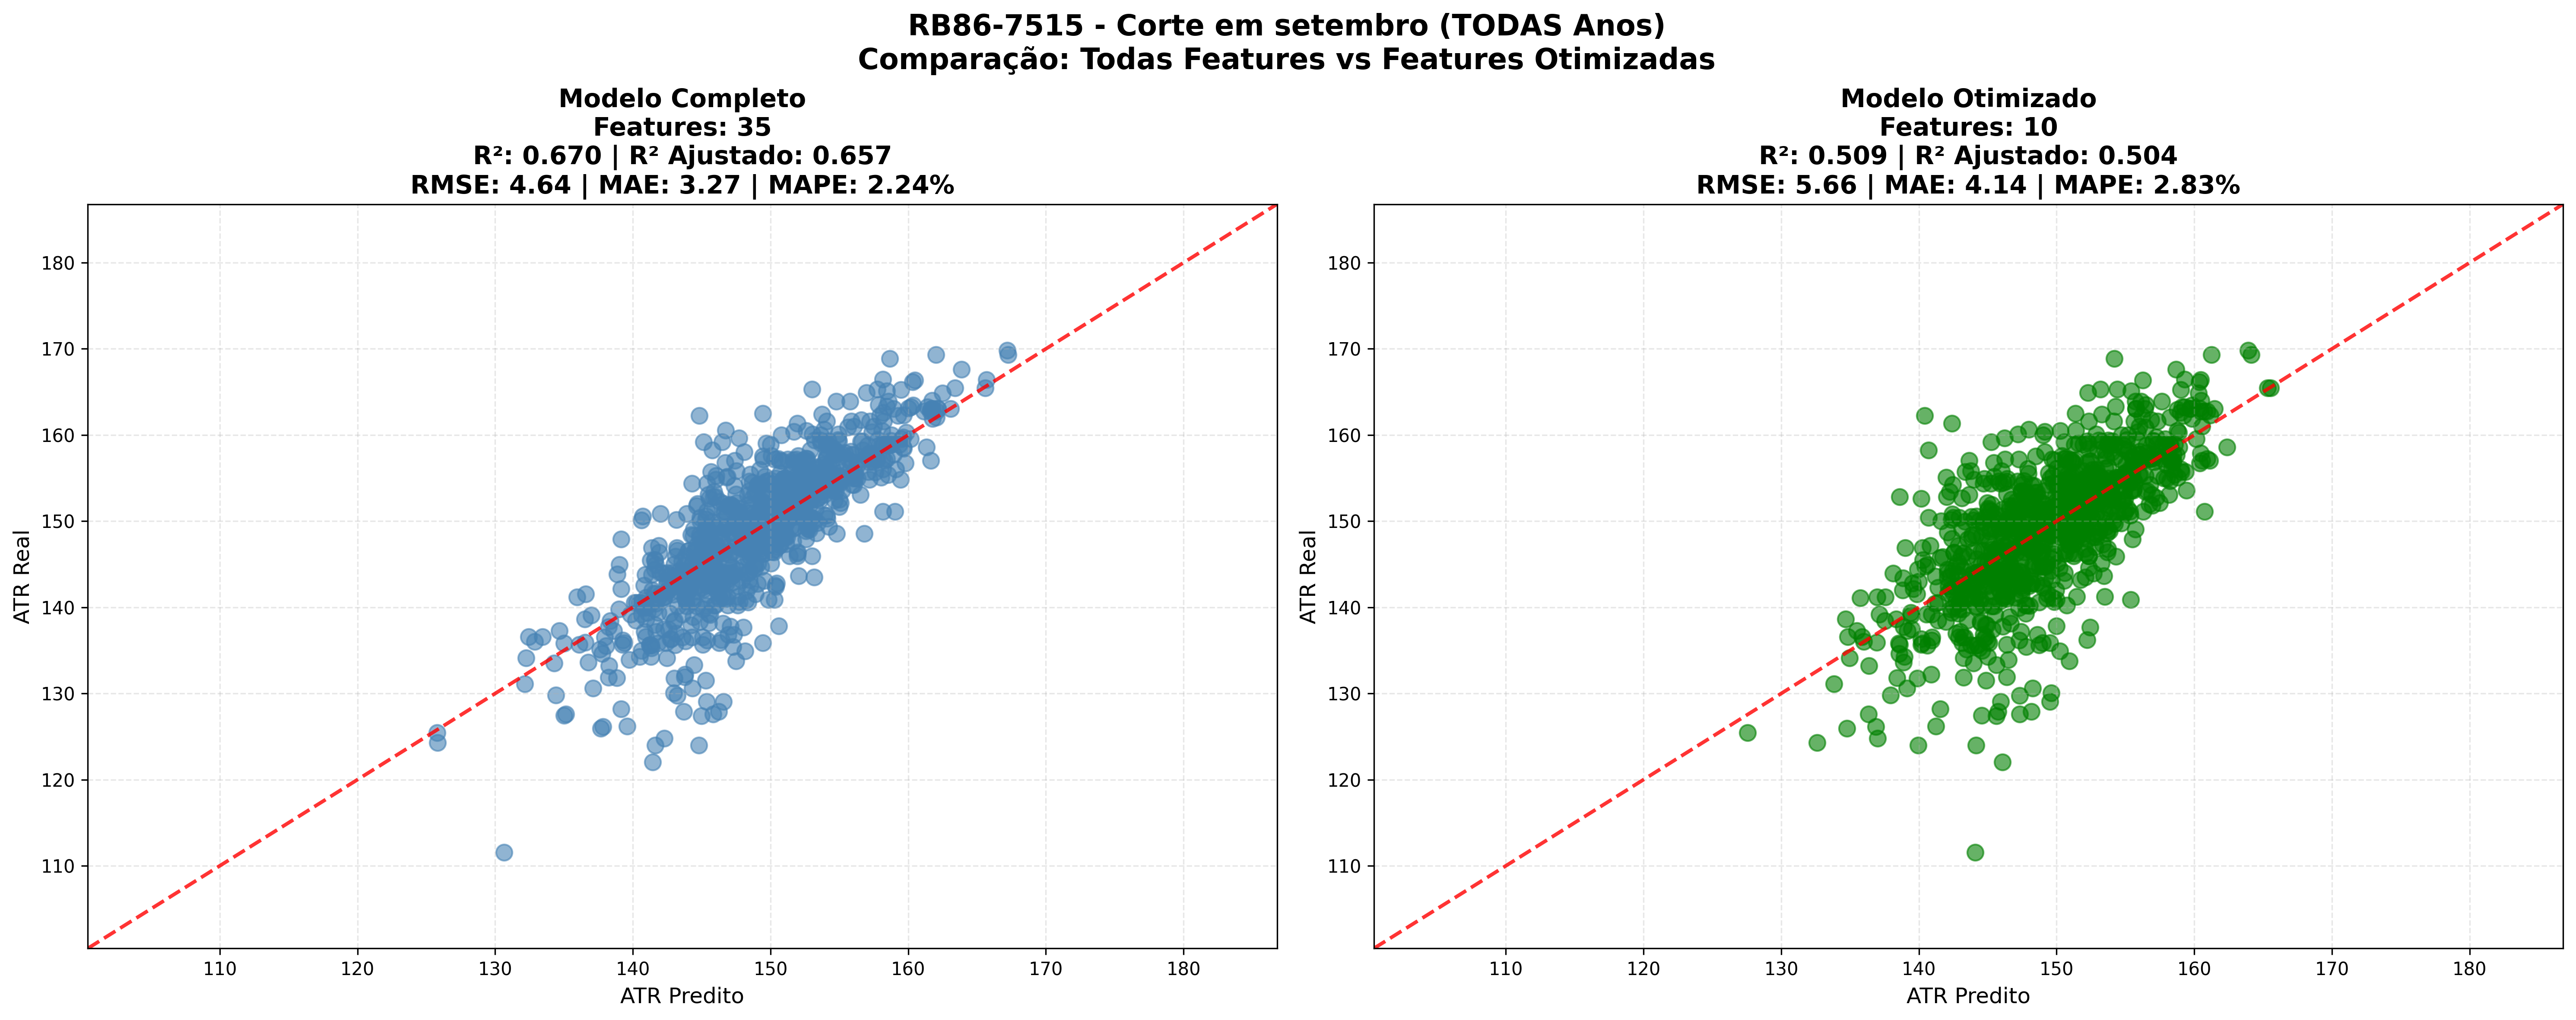 RB86-7515 - Corte em setembro (TODAS Anos)
Comparação: Todas Features vs Features Otimizadas
Modelo Completo
Features: 35
R²: 0.670 | R² Ajustado: 0.657
RMSE: 4.64 | MAE: 3.27 | MAPE: 2.24%
180
170
160
150
140
130
120
110
ATR Real
110 120 130 140 150 160 170 180
ATR Predito
Modelo Otimizado
Features: 10
R²: 0.509 | R² Ajustado: 0.504
RMSE: 5.66 | MAE: 4.14 | MAPE: 2.83%
180
170
160
150
140
130
120
110
ATR Real
110 120 130 140 150 160 170 180
ATR Predito